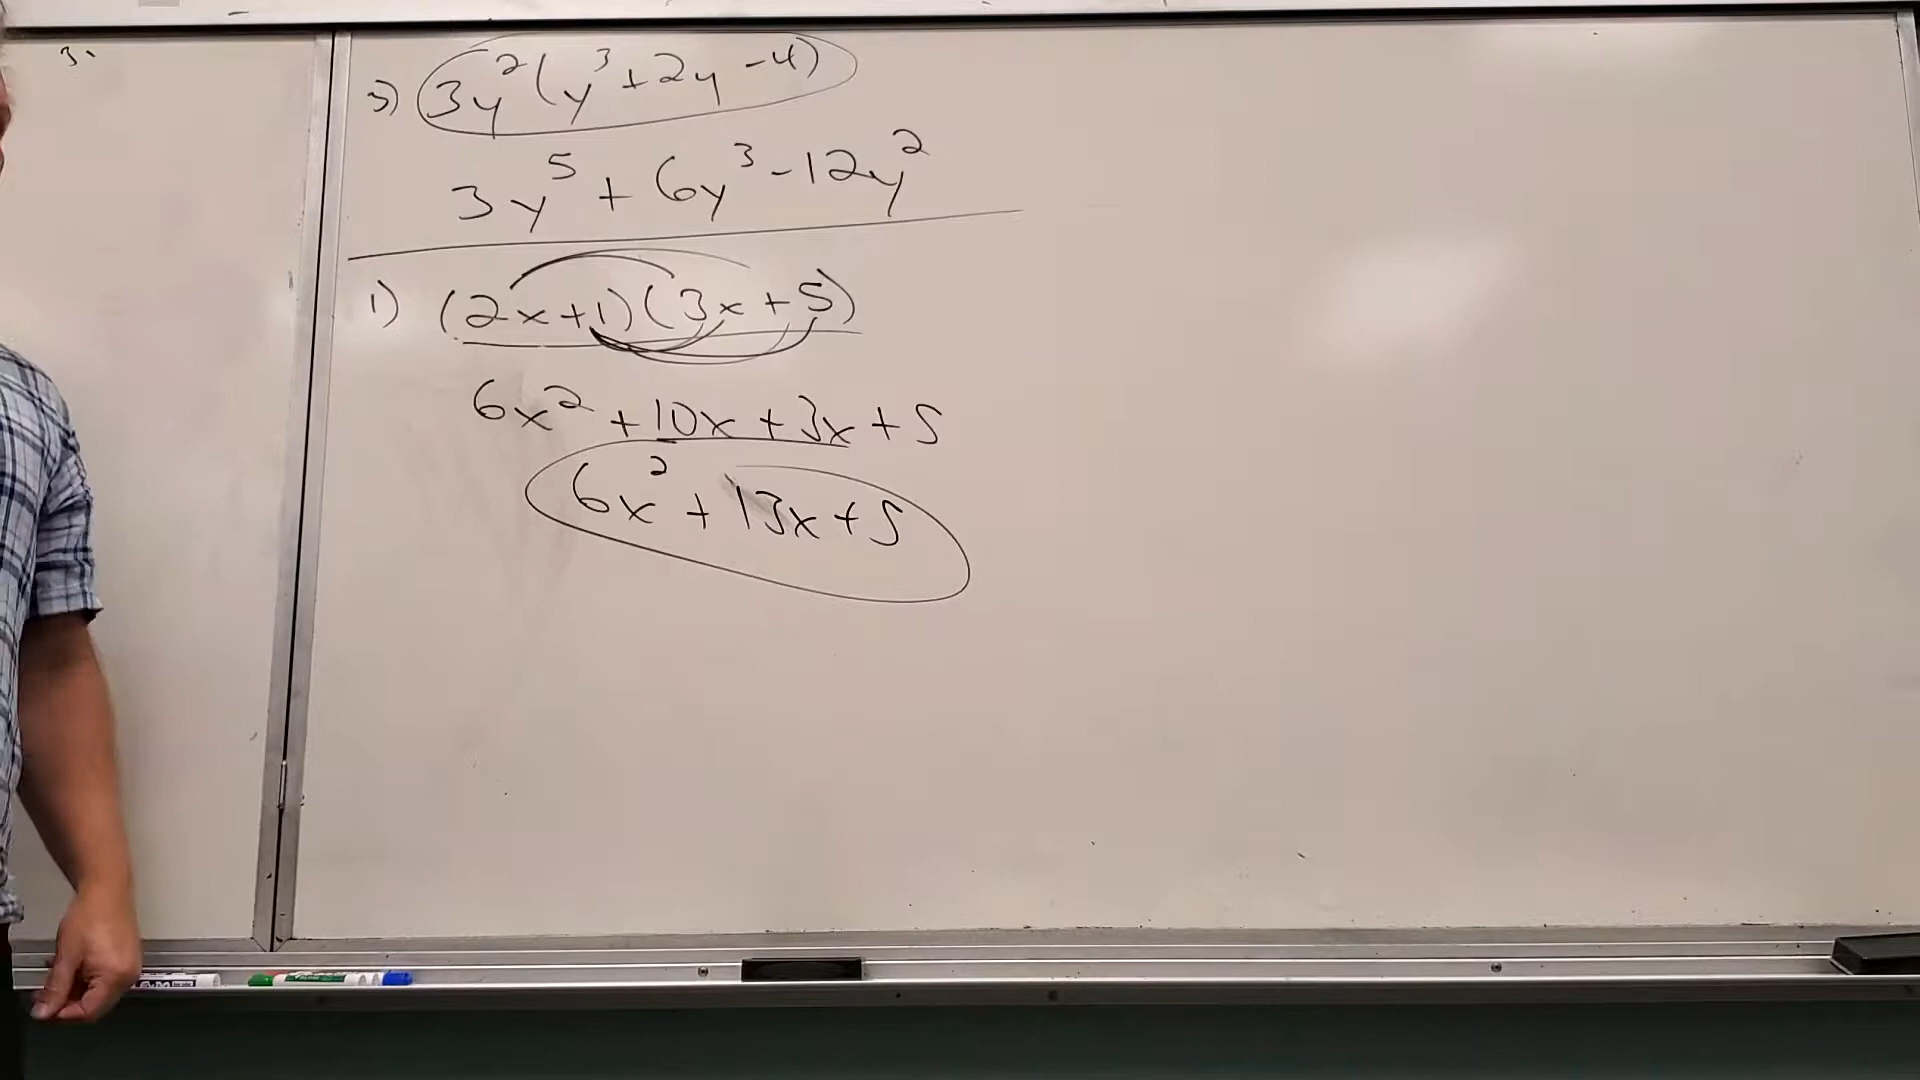 3.
5) 3y²(y³+2y-4)
3y⁵ + 6y³ - 12y²
1) (2x+1)(3x+5)
6x² + 10x + 3x + 5
6x² + 13x + 5